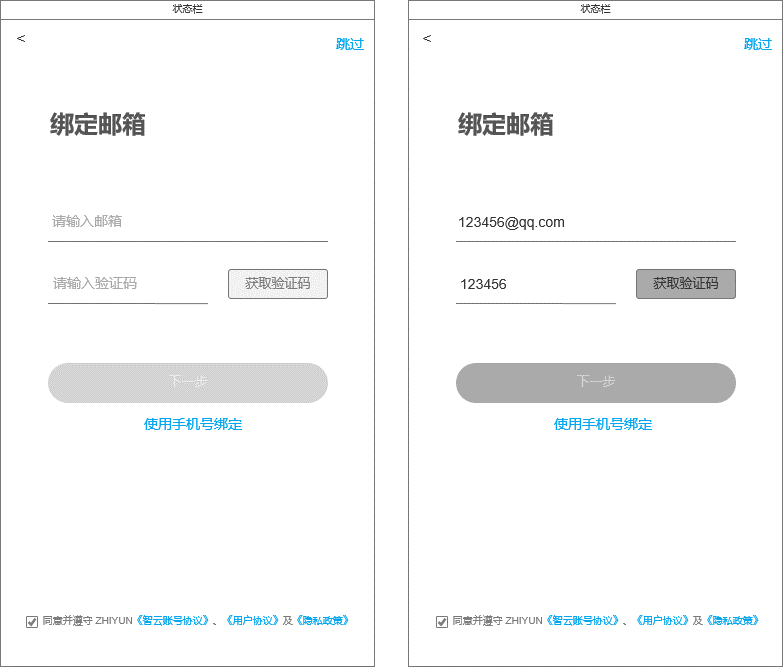 状态栏
<
跳过
绑定邮箱
请输入邮箱
请输入验证码
获取验证码
下一步
使用手机号绑定
同意并遵守 ZHIYUN《智云账号协议》、《用户协议》及《隐私政策》
状态栏
<
跳过
绑定邮箱
123456@qq.com
123456
获取验证码
下一步
使用手机号绑定
同意并遵守 ZHIYUN《智云账号协议》、《用户协议》及《隐私政策》